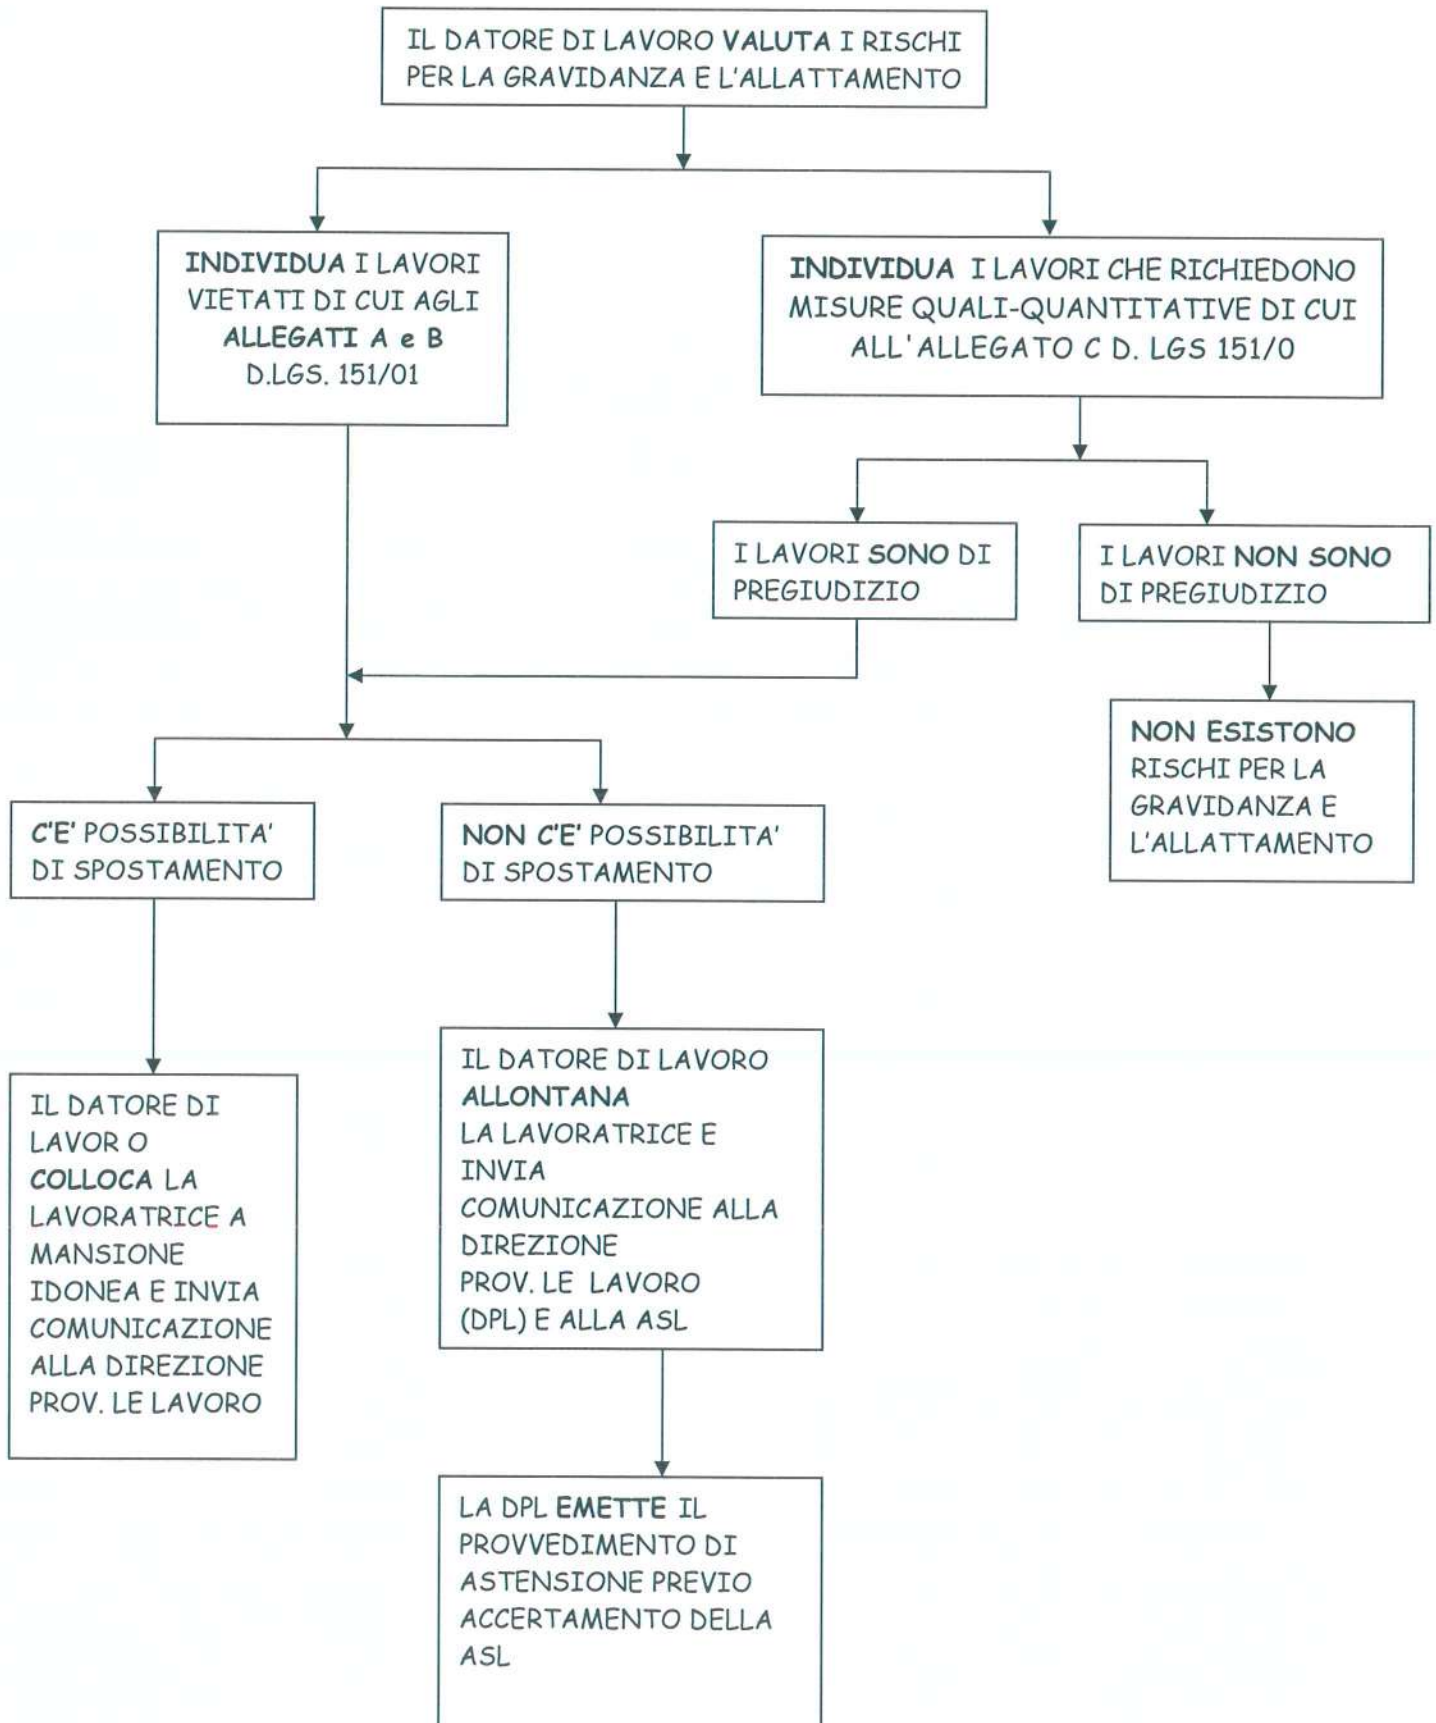 IL DATORE DI LAVORO VALUTA I RISCHI
PER LA GRAVIDANZA E L'ALLATTAMENTO
INDIVIDUA I LAVORI
VIETATI DI CUI AGLI
ALLEGATI A e B
D.LGS. 151/01
INDIVIDUA I LAVORI CHE RICHIEDONO
MISURE QUALI-QUANTITATIVE DI CUI
ALL'ALLEGATO C D. LGS 151/0
I LAVORI SONO DI
PREGIUDIZIO
I LAVORI NON SONO
DI PREGIUDIZIO
NON ESISTONO
RISCHI PER LA
GRAVIDANZA E
L'ALLATTAMENTO
C'E' POSSIBILITA'
DI SPOSTAMENTO
NON C'E' POSSIBILITA'
DI SPOSTAMENTO
IL DATORE DI
LAVOR O
COLLOCA LA
LAVORATRICE A
MANSIONE
IDONEA E INVIA
COMUNICAZIONE
ALLA DIREZIONE
PROV. LE LAVORO
IL DATORE DI LAVORO
ALLONTANA
LA LAVORATRICE E
INVIA
COMUNICAZIONE ALLA
DIREZIONE
PROV. LE LAVORO
(DPL) E ALLA ASL
LA DPL EMETTE IL
PROVVEDIMENTO DI
ASTENSIONE PREVIO
ACCERTAMENTO DELLA
ASL